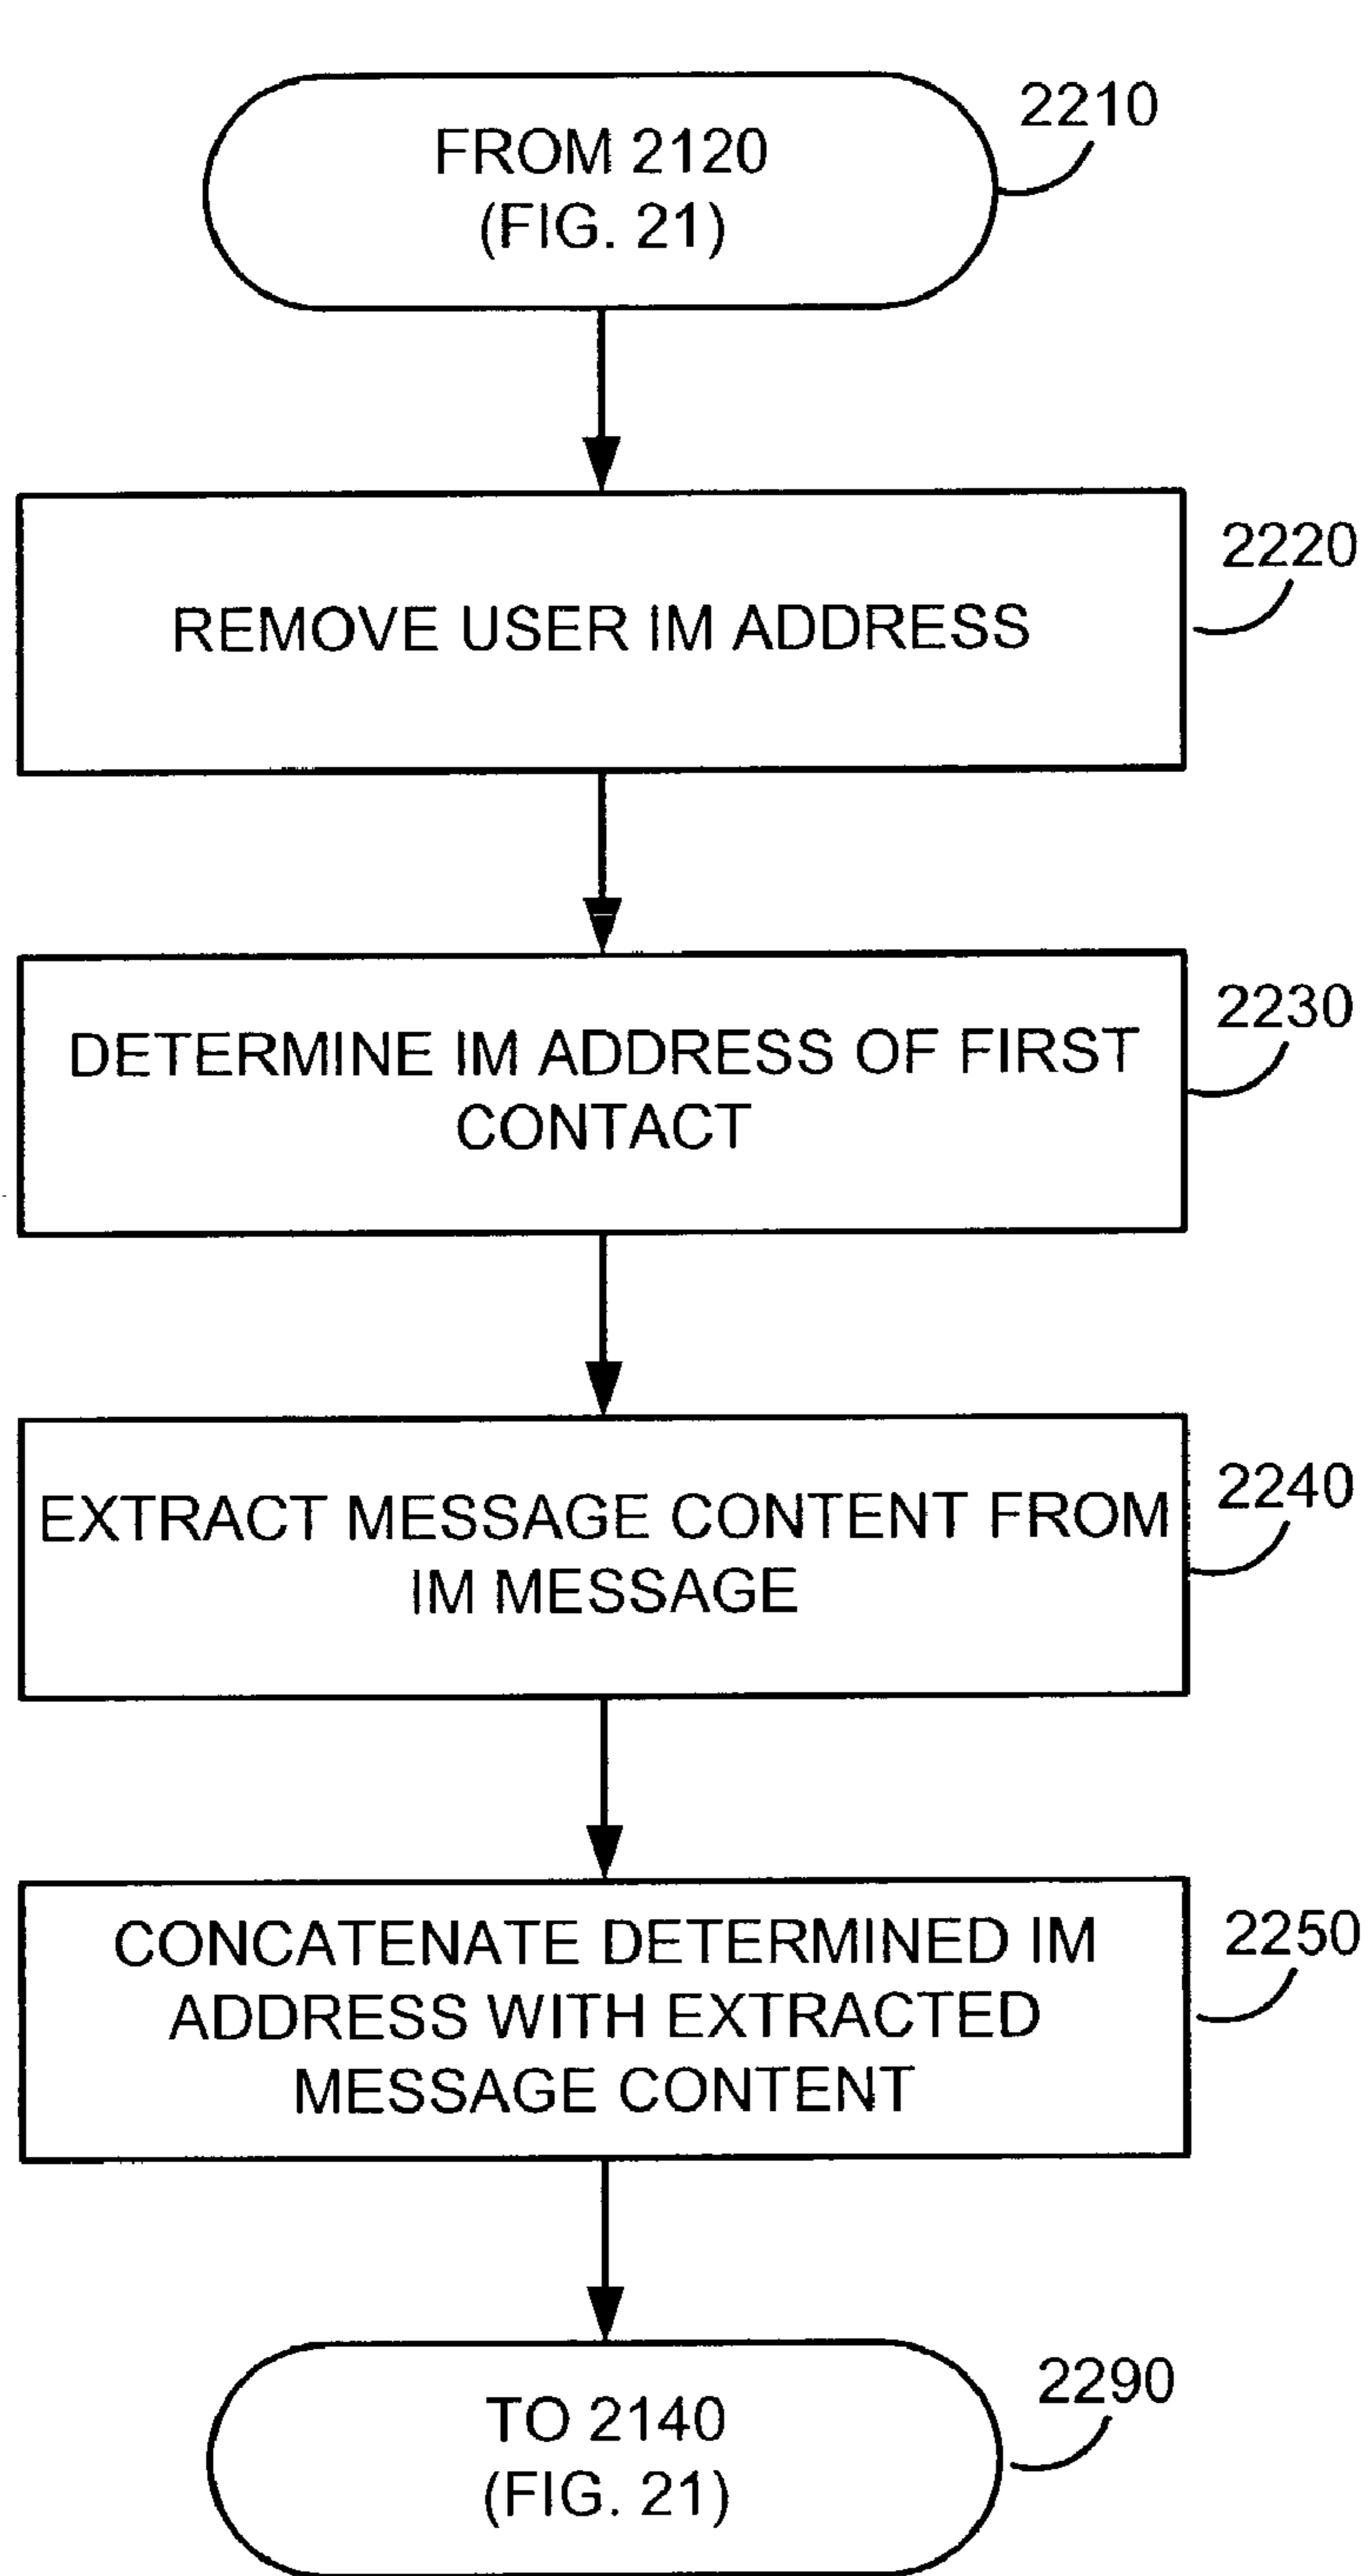 2210
FROM 2120
(FIG. 21)
2220
REMOVE USER IM ADDRESS
2230
DETERMINE IM ADDRESS OF FIRST
CONTACT
2240
EXTRACT MESSAGE CONTENT FROM
IM MESSAGE
2250
CONCATENATE DETERMINED IM
ADDRESS WITH EXTRACTED
MESSAGE CONTENT
2290
TO 2140
(FIG. 21)